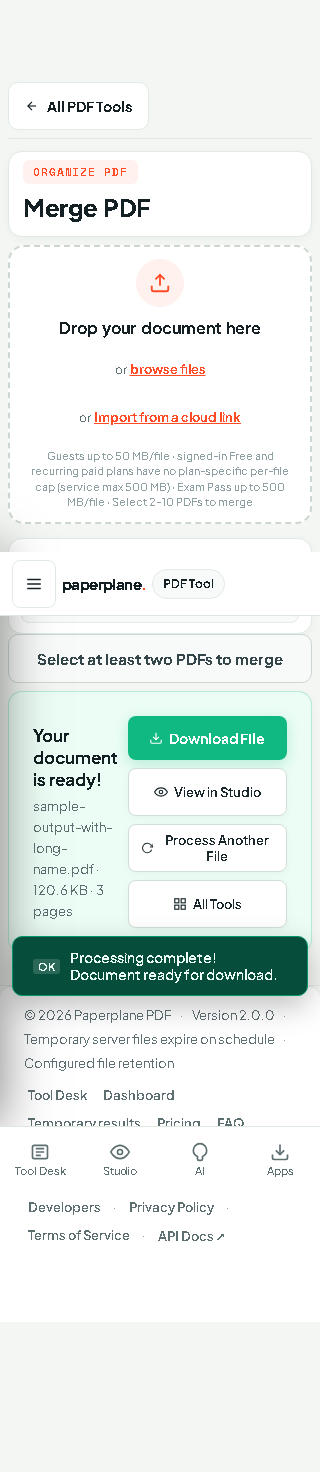 All PDF Tools
ORGANIZE PDF
Merge PDF
Drop your document here
or browse files
or Import from a cloud link
Guests up to 50 MB/file · signed-in Free and
recurring paid plans have no plan-specific per-file
cap (service max 500 MB) · Exam Pass up to 500
MB/file · Select 2–10 PDFs to merge
paperplane.
PDF Tool
Select at least two PDFs to merge
Your
document
is ready!
sample-
output-with-
long-
name.pdf ·
120.6 KB · 3
pages
Download File
View in Studio
Process Another
File
All Tools
OK
Processing complete!
Document ready for download.
© 2026 Paperplane PDF · Version 2.0.0 ·
Temporary server files expire on schedule ·
Configured file retention
Tool Desk Dashboard
Temporary results Pricing FAQ
Tool Desk
Studio
AI
Apps
Developers · Privacy Policy ·
Terms of Service · API Docs ↗